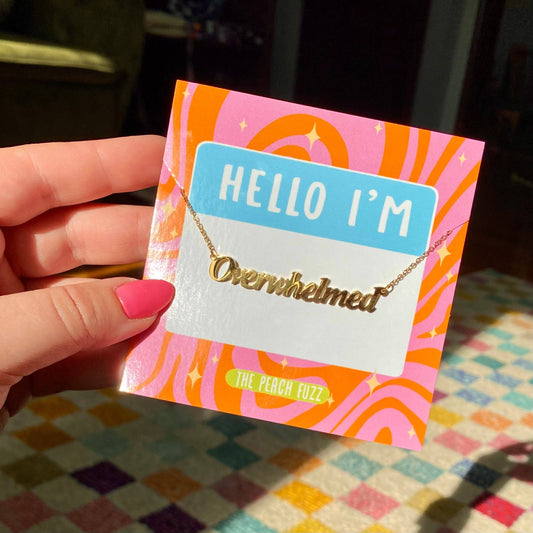 HELLO I'M
Overwhelmed
THE PEACH FUZZ